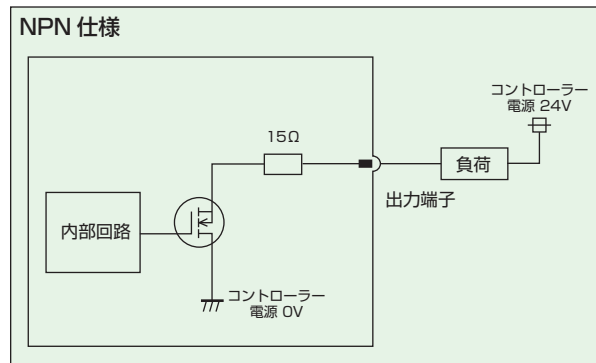 NPN 仕様
コントローラー
電源 24V
15Ω
負荷
出力端子
内部回路
コントローラー
電源 0V